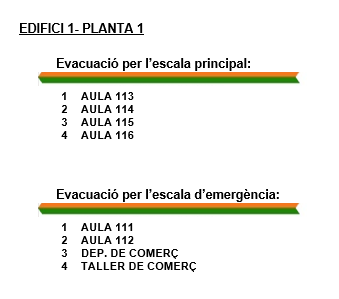 EDIFICI 1- PLANTA 1
Evacuació per l'escala principal:
1 AULA 113
2 AULA 114
3 AULA 115
4 AULA 116
Evacuació per l'escala d'emergència:
1 AULA 111
2 AULA 112
3 DEP. DE COMERÇ
4 TALLER DE COMERÇ